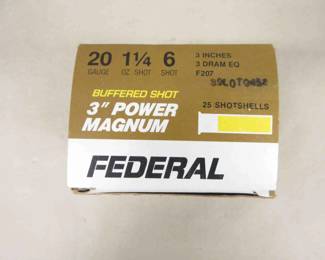 20 1¼ 6
GAUGE OZ SHOT SHOT
3 INCHES
3 DRAM EQ
F207
BUFFERED SHOT
3" POWER
MAGNUM
25 SHOTSHELLS
FEDERAL